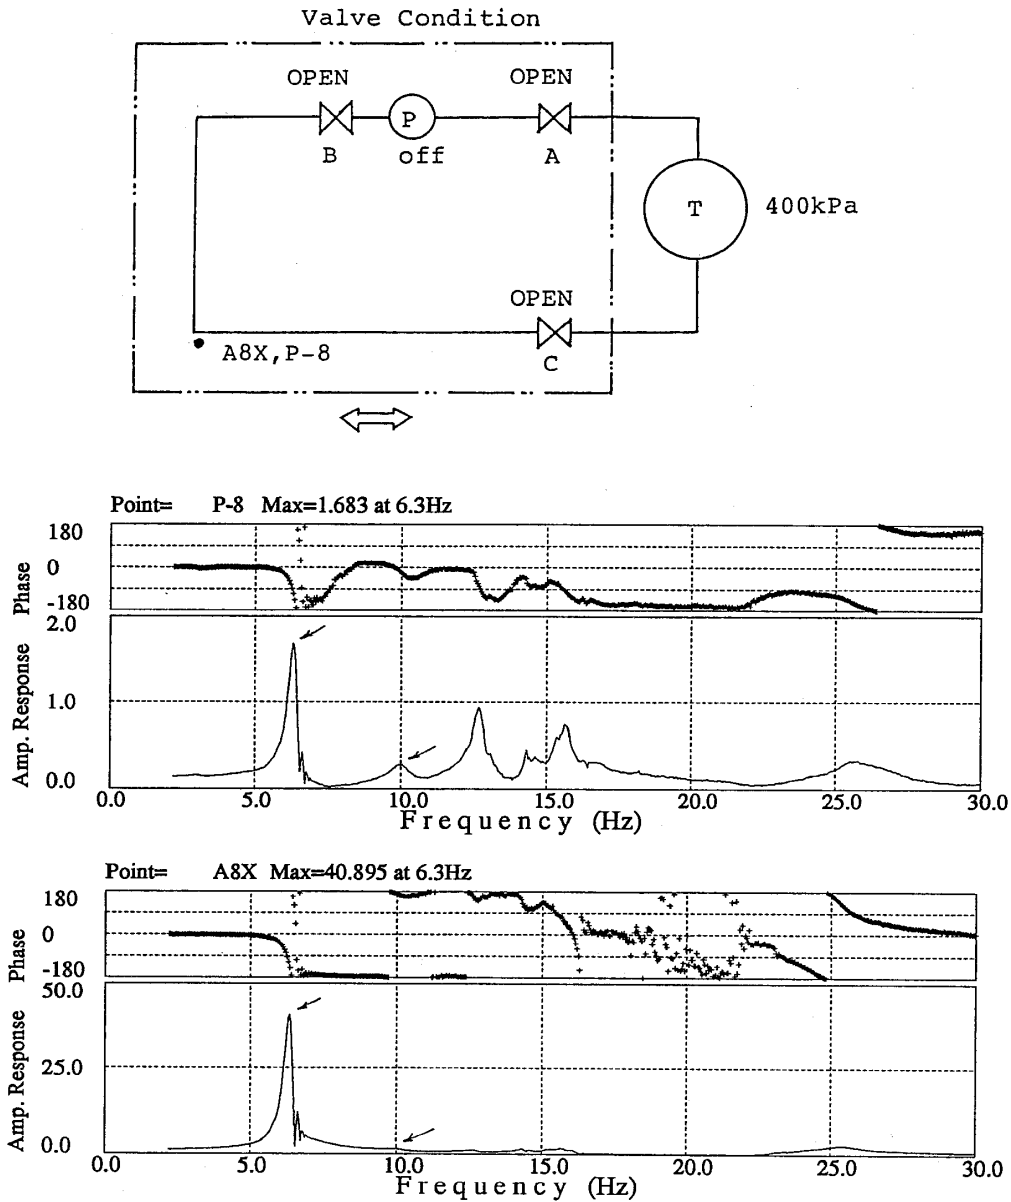 Valve Condition
OPEN OPEN
P
B off A
T 400kPa
OPEN
A8X,P-8
C
Point= P-8 Max=1.683 at 6.3Hz
Phase
180
0
-180
Amp. Response
2.0
1.0
0.0
0.0 5.0 10.0 15.0 20.0 25.0 30.0
Frequency (Hz)
Point= A8X Max=40.895 at 6.3Hz
Phase
180
0
-180
Amp. Response
50.0
25.0
0.0
0.0 5.0 10.0 15.0 20.0 25.0 30.0
Frequency (Hz)